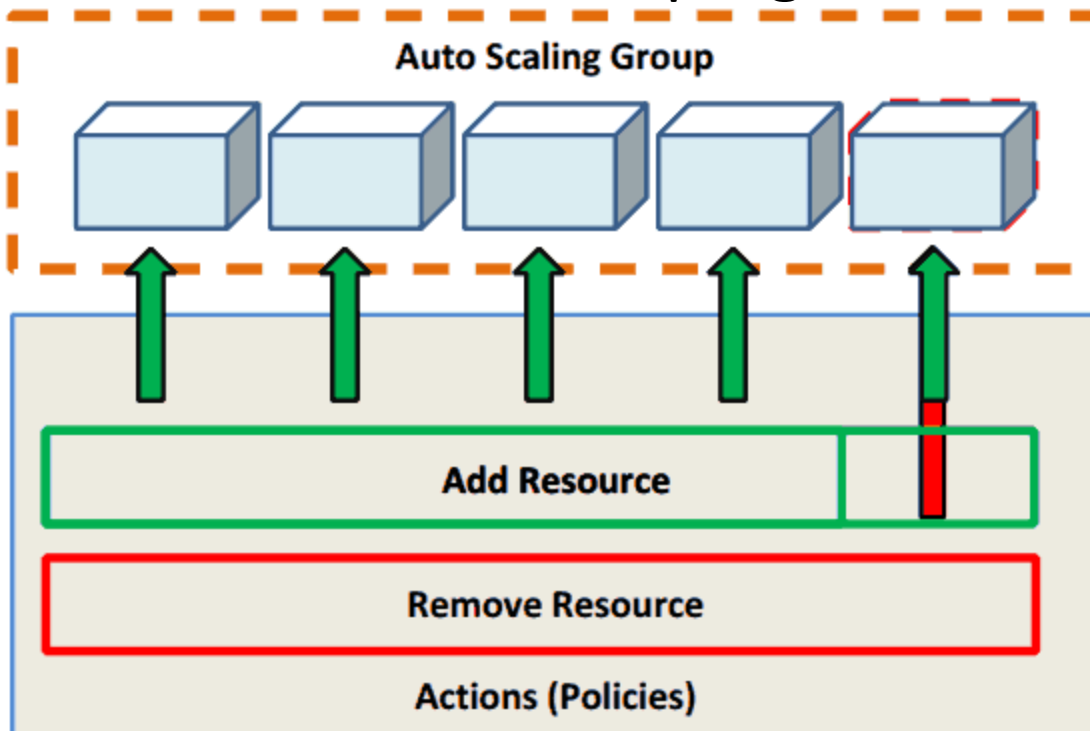 Auto Scaling Group
Add Resource
Remove Resource
Actions (Policies)